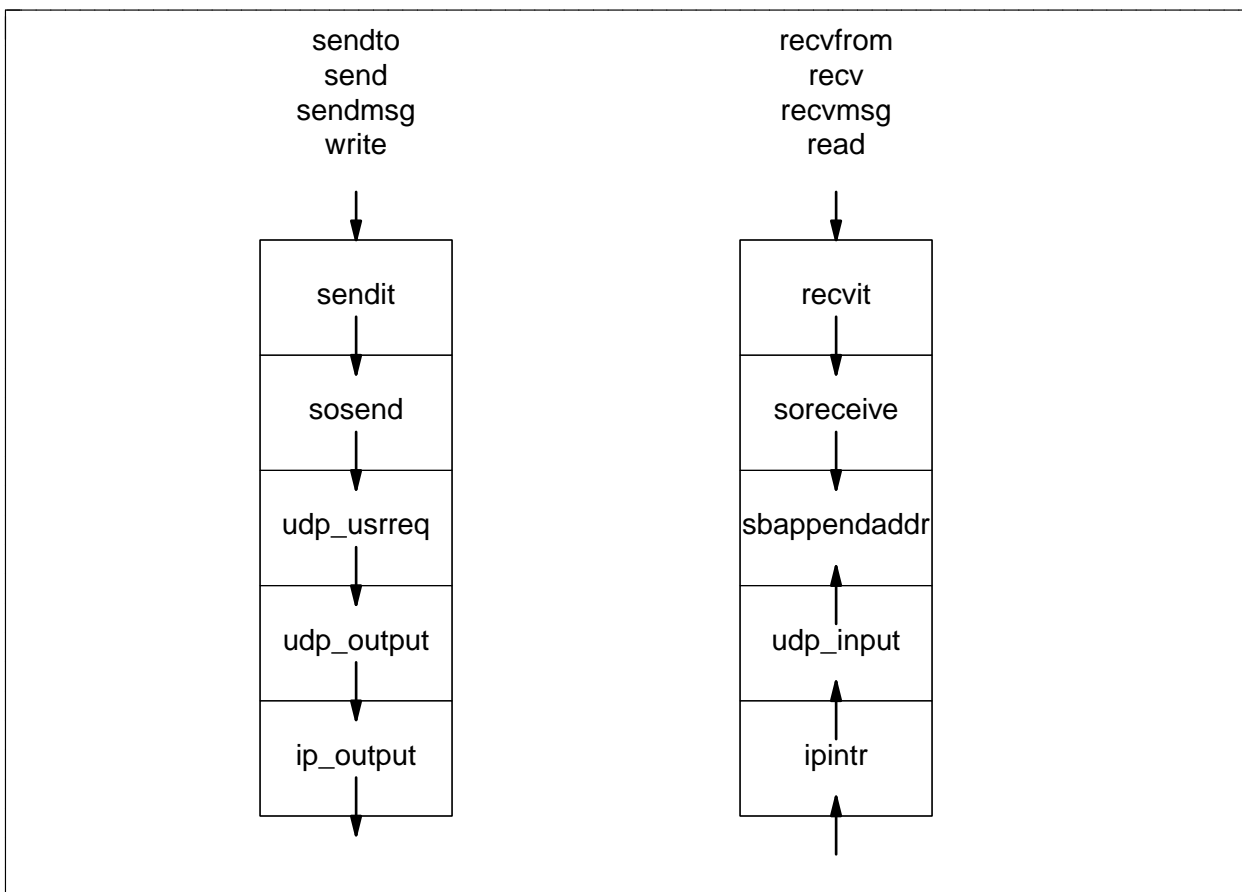 sendto
send
sendmsg
write
sendit
sosend
udp_usrreq
udp_output
ip_output
recvfrom
recv
recvmsg
read
recvit
soreceive
sbappendaddr
udp_input
ipintr